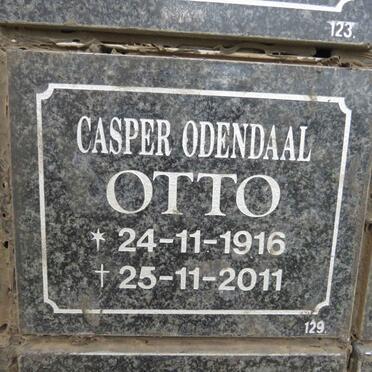 123.
CASPER ODENDAAL
OTTO
* 24-11-1916
† 25-11-2011
129.